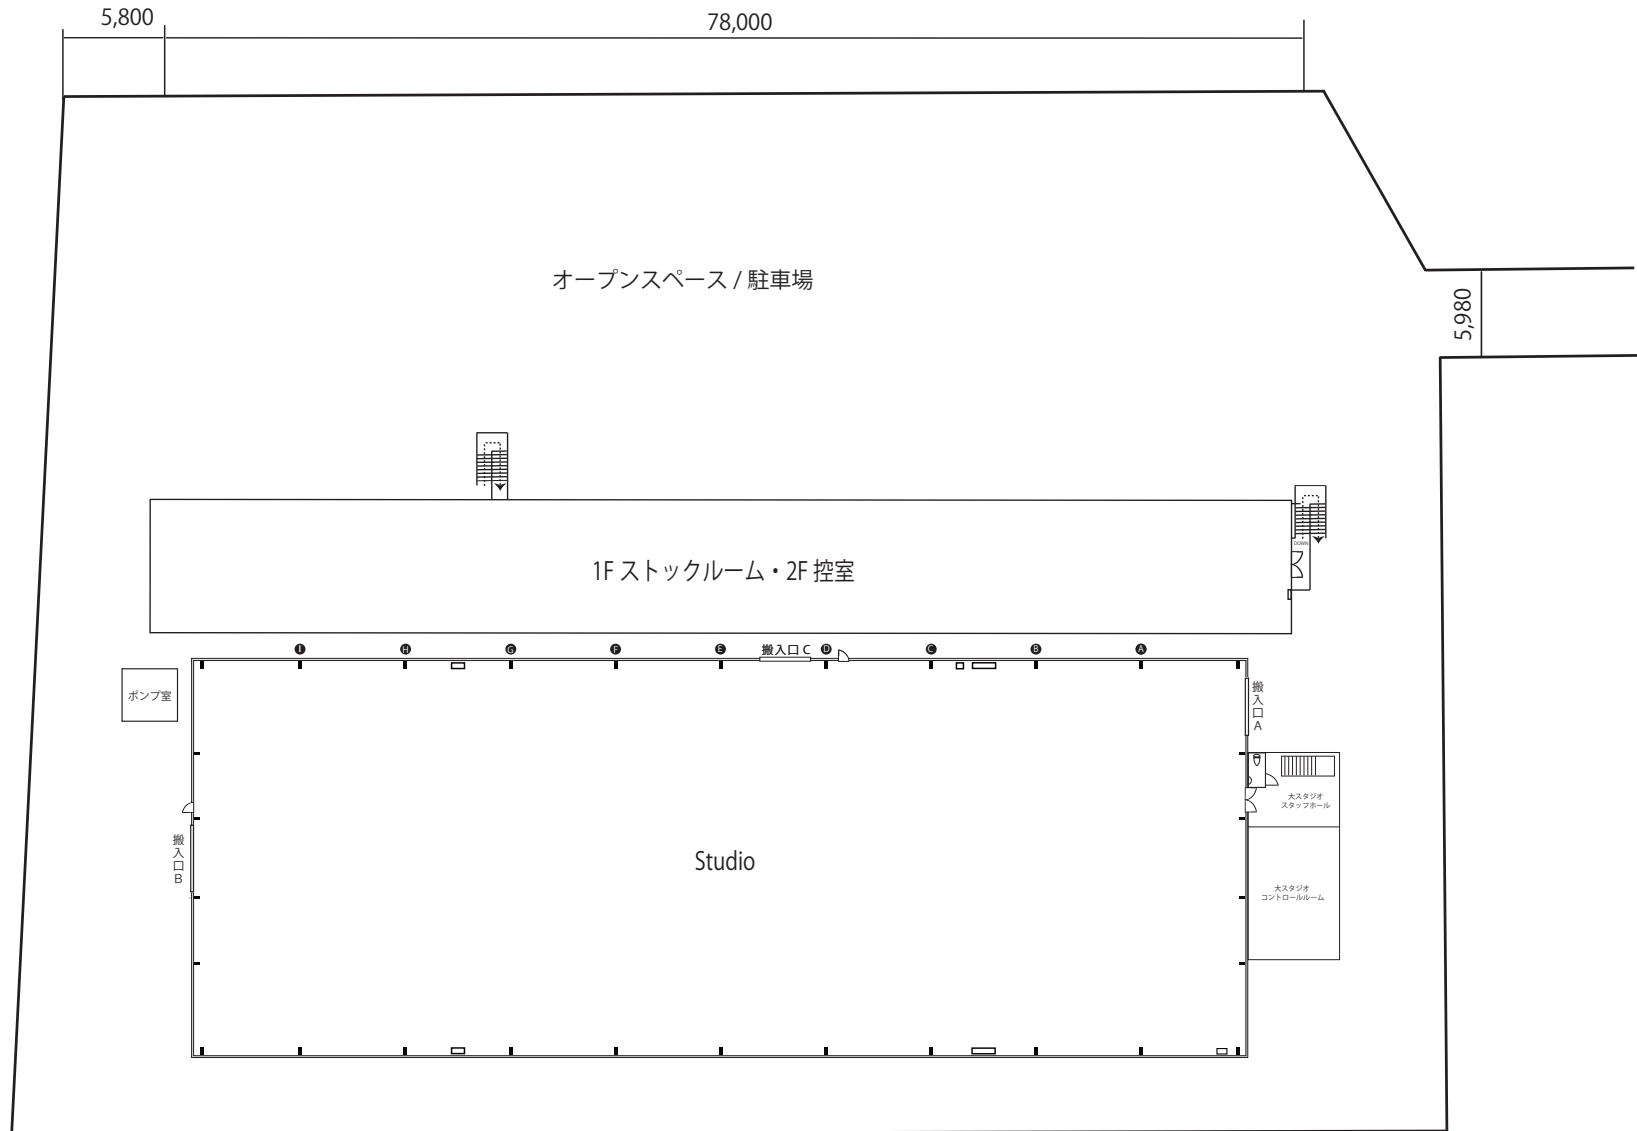 5,800
78,000
オープンスペース / 駐車場
5,980
DOWN
1F ストックルーム・2F 控室
I
H
G
F
E
搬入口 C
D
C
B
A
ポンプ室
搬入口A
大スタジオ
スタッフホール
搬入口B
Studio
大スタジオ
コントロールルーム